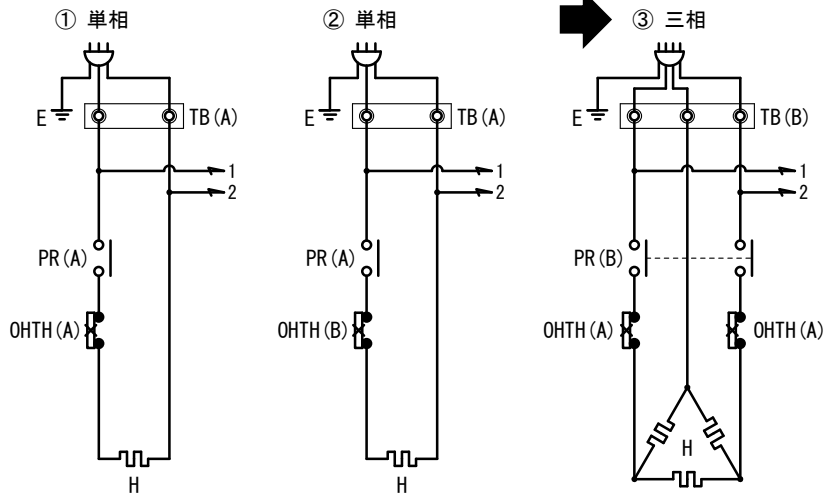 ① 単相
E
TB(A)
1
2
PR(A)
OHTH(A)
H
② 単相
E
TB(A)
1
2
PR(A)
OHTH(B)
H
③ 三相
E
TB(B)
1
2
PR(B)
OHTH(A)
OHTH(A)
H